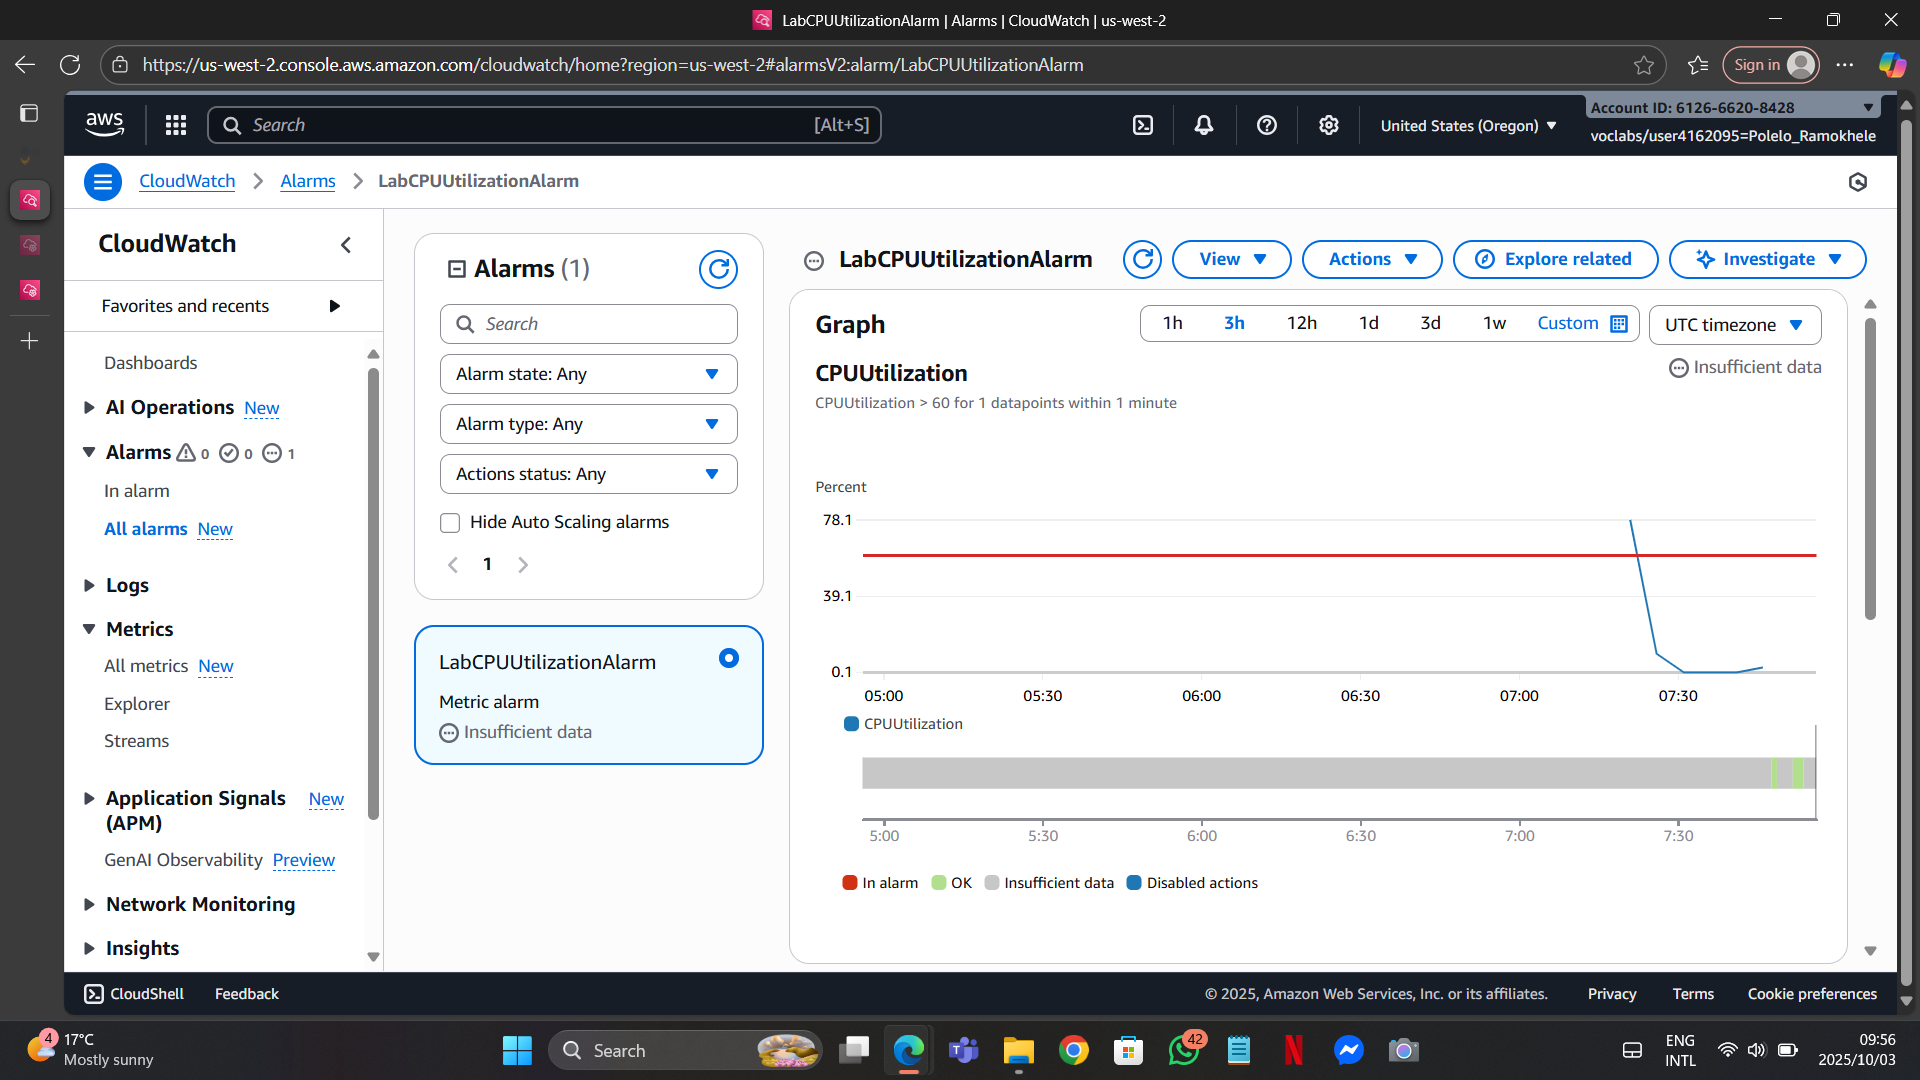 LabCPUUtilizationAlarm | Alarms | CloudWatch | us-west-2
https://us-west-2.console.aws.amazon.com/cloudwatch/home?region=us-west-2#alarmsV2:alarm/LabCPUUtilizationAlarm
Sign in
aws
Search
[Alt+S]
United States (Oregon)
Account ID: 6126-6620-8428
voclabs/user4162095=Polelo_Ramokhele
CloudWatch
Alarms
LabCPUUtilizationAlarm
CloudWatch
Favorites and recents
Dashboards
AI Operations New
Alarms 0 0 1
In alarm
All alarms New
Logs
Metrics
All metrics New
Explorer
Streams
Application Signals New
(APM)
GenAI Observability Preview
Network Monitoring
Insights
Alarms (1)
Search
Alarm state: Any
Alarm type: Any
Actions status: Any
Hide Auto Scaling alarms
1
LabCPUUtilizationAlarm
Metric alarm
Insufficient data
LabCPUUtilizationAlarm
View
Actions
Explore related
Investigate
Graph
1h 3h 12h 1d 3d 1w Custom
UTC timezone
CPUUtilization
Insufficient data
CPUUtilization > 60 for 1 datapoints within 1 minute
Percent
78.1
39.1
0.1
05:00 05:30 06:00 06:30 07:00 07:30
CPUUtilization
5:00 5:30 6:00 6:30 7:00 7:30
In alarm OK Insufficient data Disabled actions
CloudShell Feedback
© 2025, Amazon Web Services, Inc. or its affiliates. Privacy Terms Cookie preferences
4
17°C
Mostly sunny
Search
42
ENG
INTL
09:56
2025/10/03